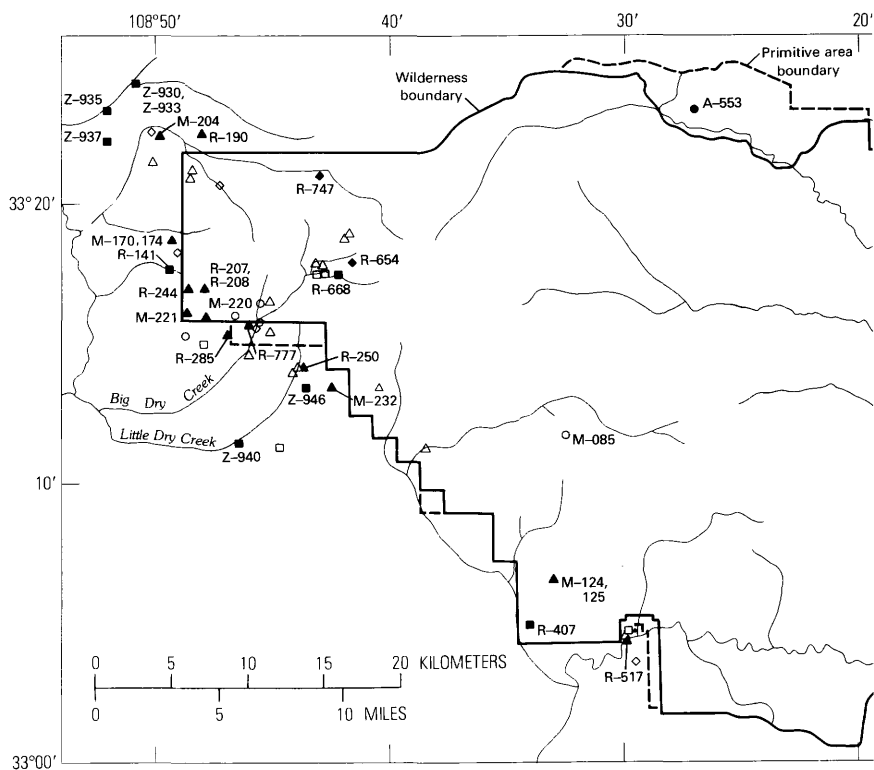 108°50' 40' 30' 20'
Primitive area
boundary
Wilderness
boundary
Z–935
Z–930,
Z–933
A–553
M–204
Z–937
R–190
R–747
33°20'
M–170,174
R–141
R–207,
R–208
R–654
R–244
M–220
R–668
M–221
R–285
R–777
R–250
Big Dry Creek
Z–946
M–232
Little Dry Creek
M–085
Z–940
10'
M–124,
125
R–407
0 5 10 15 20 KILOMETERS
R–517
0 5 10 MILES
33°00'